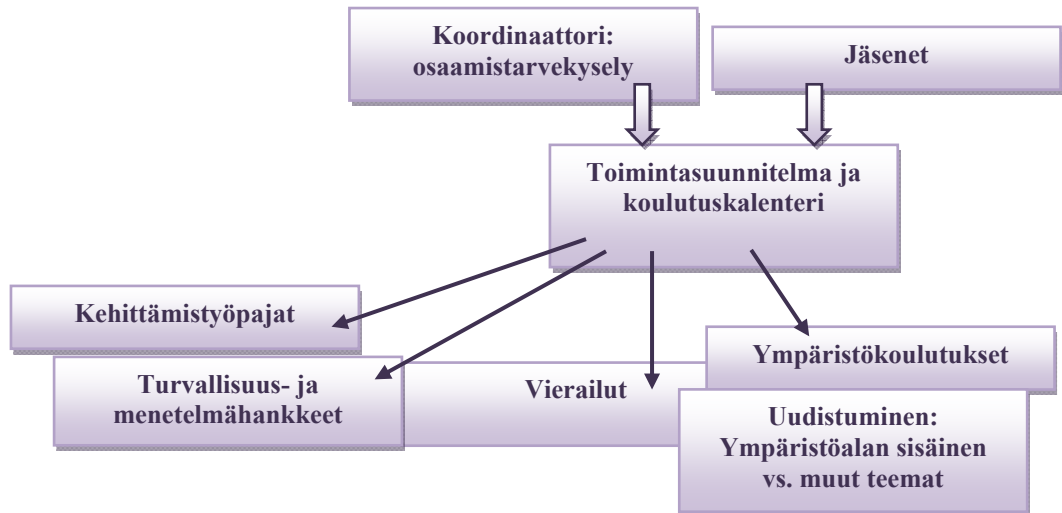 Koordinaattori:
osaamistarvekysely
Jäsenet
Toimintasuunnitelma ja
koulutuskalenteri
Kehittämistyöpajat
Turvallisuus- ja
menetelmähankkeet
Vierailut
Ympäristökoulutukset
Uudistuminen:
Ympäristöalan sisäinen
vs. muut teemat